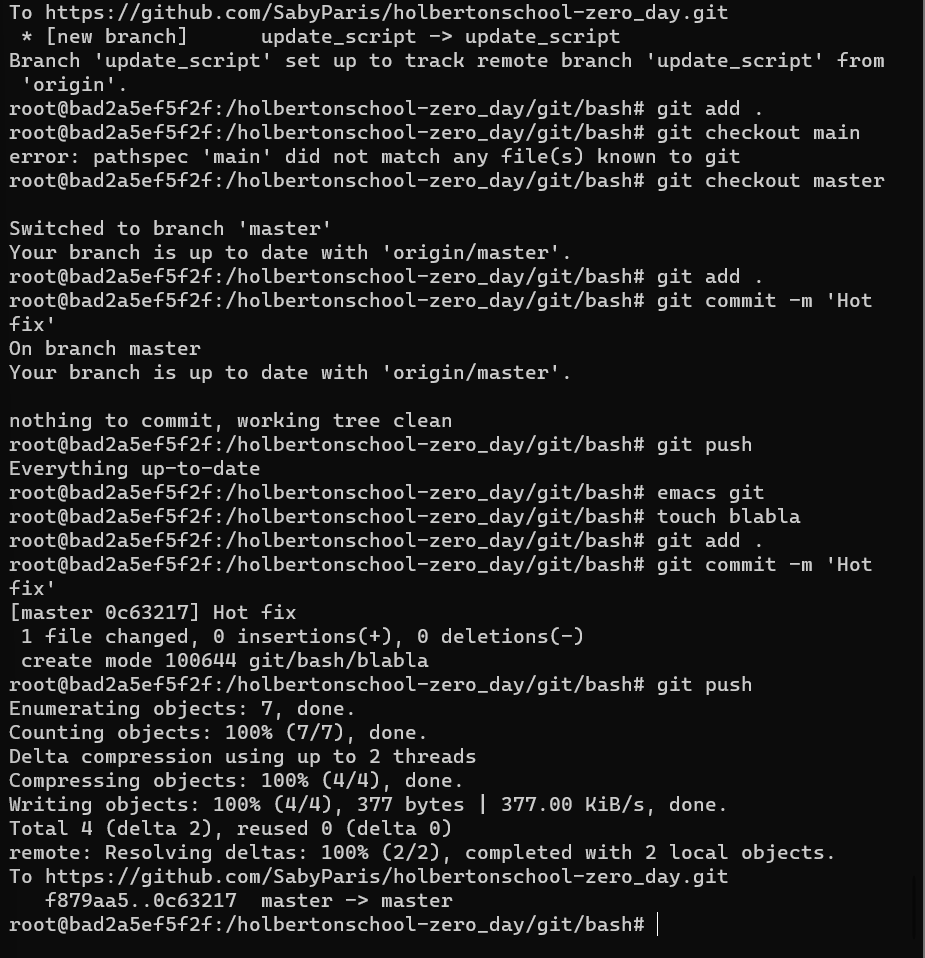 To https://github.com/SabyParis/holbertonschool-zero_day.git
 * [new branch]      update_script -> update_script
Branch 'update_script' set up to track remote branch 'update_script' from
 'origin'.
root@bad2a5ef5f2f:/holbertonschool-zero_day/git/bash# git add .
root@bad2a5ef5f2f:/holbertonschool-zero_day/git/bash# git checkout main
error: pathspec 'main' did not match any file(s) known to git
root@bad2a5ef5f2f:/holbertonschool-zero_day/git/bash# git checkout master

Switched to branch 'master'
Your branch is up to date with 'origin/master'.
root@bad2a5ef5f2f:/holbertonschool-zero_day/git/bash# git add .
root@bad2a5ef5f2f:/holbertonschool-zero_day/git/bash# git commit -m 'Hot
fix'
On branch master
Your branch is up to date with 'origin/master'.

nothing to commit, working tree clean
root@bad2a5ef5f2f:/holbertonschool-zero_day/git/bash# git push
Everything up-to-date
root@bad2a5ef5f2f:/holbertonschool-zero_day/git/bash# emacs git
root@bad2a5ef5f2f:/holbertonschool-zero_day/git/bash# touch blabla
root@bad2a5ef5f2f:/holbertonschool-zero_day/git/bash# git add .
root@bad2a5ef5f2f:/holbertonschool-zero_day/git/bash# git commit -m 'Hot
fix'
[master 0c63217] Hot fix
 1 file changed, 0 insertions(+), 0 deletions(-)
 create mode 100644 git/bash/blabla
root@bad2a5ef5f2f:/holbertonschool-zero_day/git/bash# git push
Enumerating objects: 7, done.
Counting objects: 100% (7/7), done.
Delta compression using up to 2 threads
Compressing objects: 100% (4/4), done.
Writing objects: 100% (4/4), 377 bytes | 377.00 KiB/s, done.
Total 4 (delta 2), reused 0 (delta 0)
remote: Resolving deltas: 100% (2/2), completed with 2 local objects.
To https://github.com/SabyParis/holbertonschool-zero_day.git
   f879aa5..0c63217  master -> master
root@bad2a5ef5f2f:/holbertonschool-zero_day/git/bash#